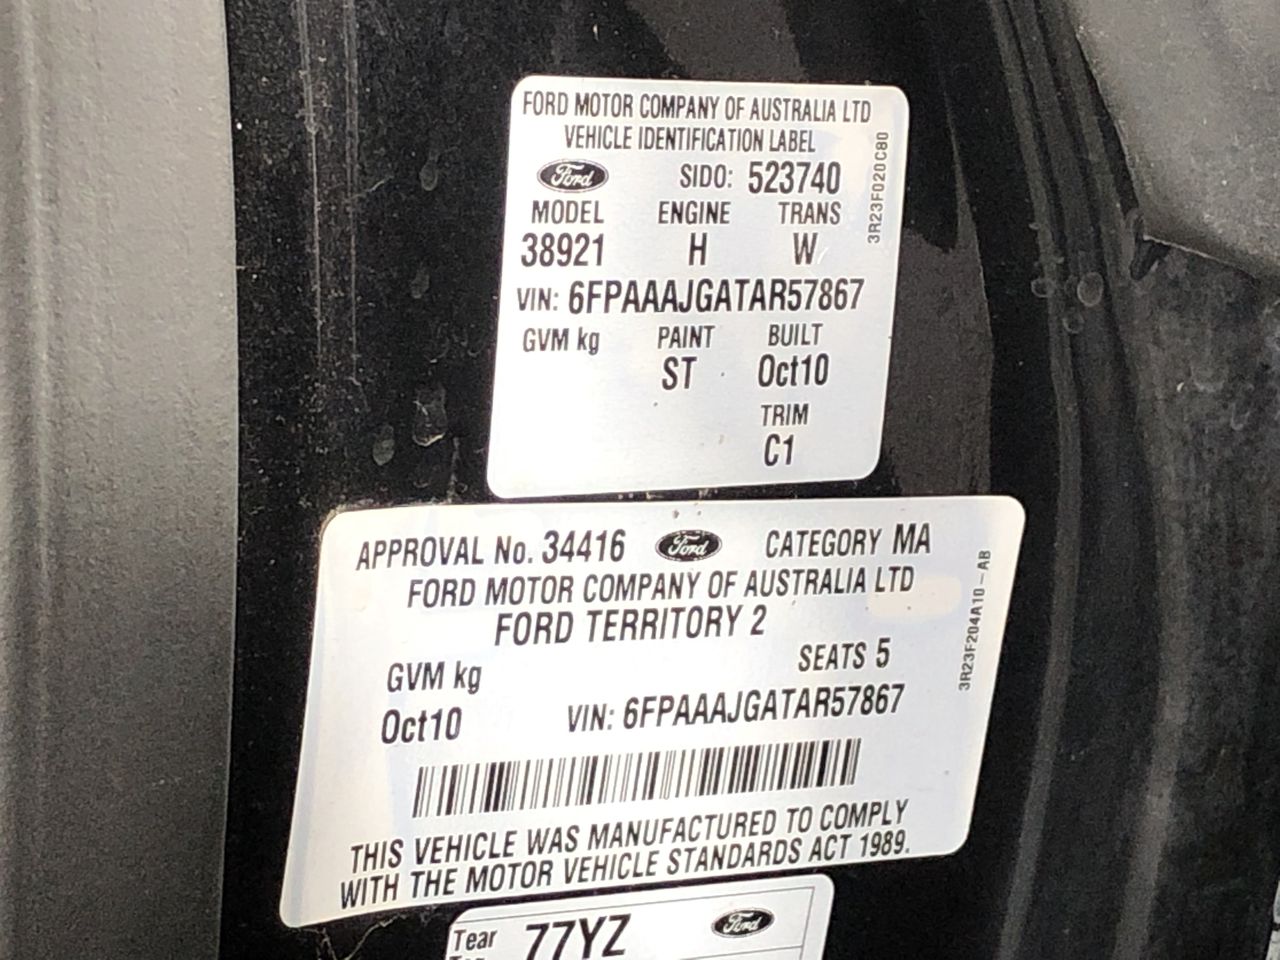 FORD MOTOR COMPANY OF AUSTRALIA LTD
VEHICLE IDENTIFICATION LABEL
Ford SIDO: 523740
MODEL ENGINE TRANS
38921 H W
VIN: 6FPAAAJGATAR57867
GVM kg PAINT BUILT
ST Oct10
TRIM
C1
3R23F020C80
APPROVAL No. 34416 Ford CATEGORY MA
FORD MOTOR COMPANY OF AUSTRALIA LTD
FORD TERRITORY 2
GVM kg SEATS 5
Oct10 VIN: 6FPAAAJGATAR57867
THIS VEHICLE WAS MANUFACTURED TO COMPLY
WITH THE MOTOR VEHICLE STANDARDS ACT 1989.
3R23F204A10-AB
Tear 77YZ Ford